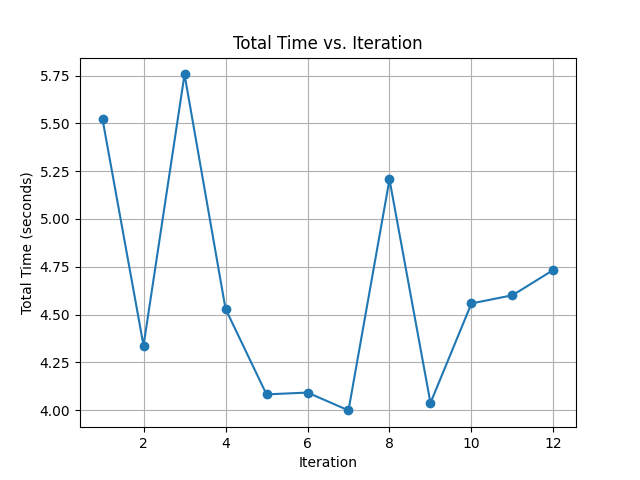 Total Time vs. Iteration
Total Time (seconds)
5.75
5.50
5.25
5.00
4.75
4.50
4.25
4.00
2 4 6 8 10 12
Iteration